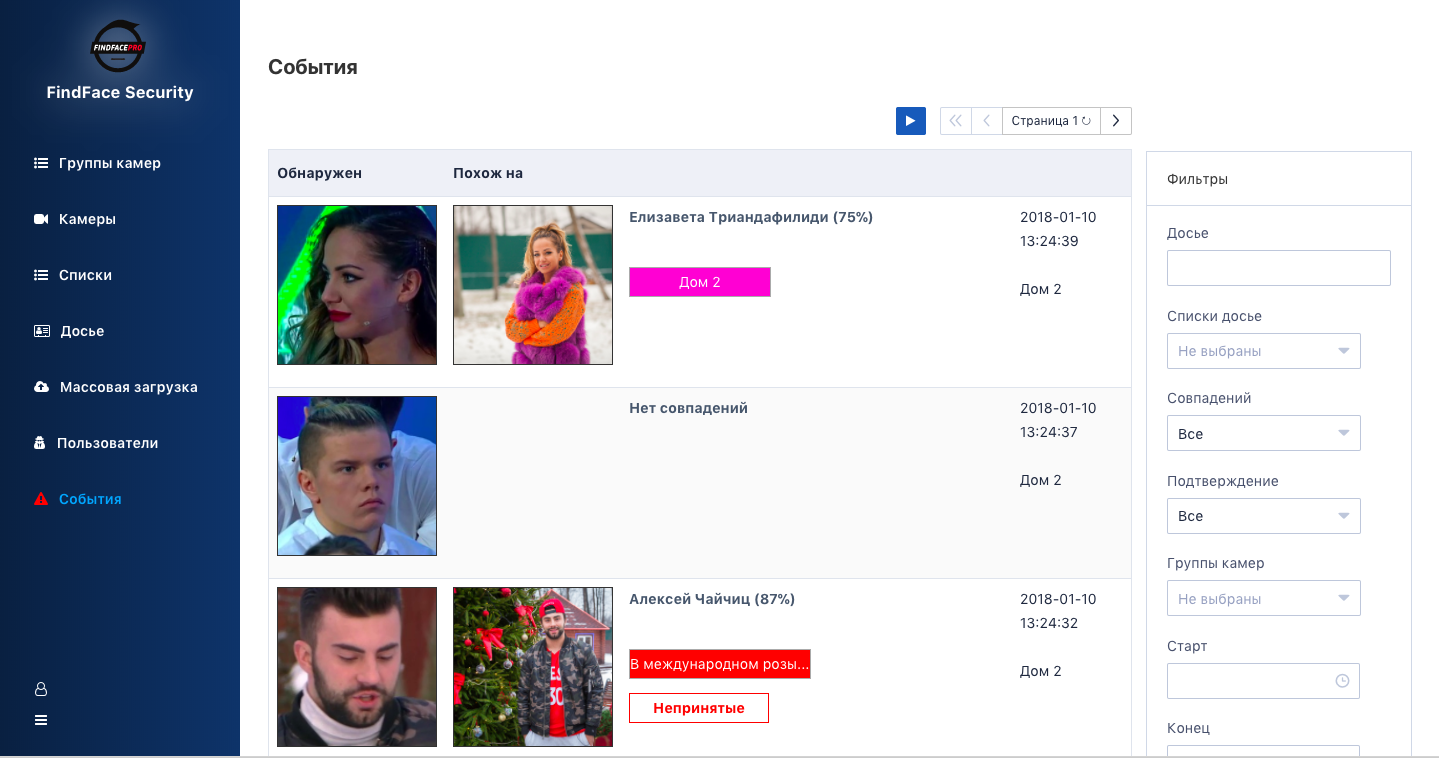 FINDFACEPRO
FindFace Security
Группы камер
Камеры
Списки
Досье
Массовая загрузка
Пользователи
События
События
Страница 1
Обнаружен
Похож на
Елизавета Триандафилиди (75%)
2018-01-10
13:24:39
Дом 2
Дом 2
Нет совпадений
2018-01-10
13:24:37
Дом 2
Алексей Чайчиц (87%)
2018-01-10
13:24:32
В международном розы...
Дом 2
Непринятые
Фильтры
Досье
Списки досье
Не выбраны
Совпадений
Все
Подтверждение
Все
Группы камер
Не выбраны
Старт
Конец